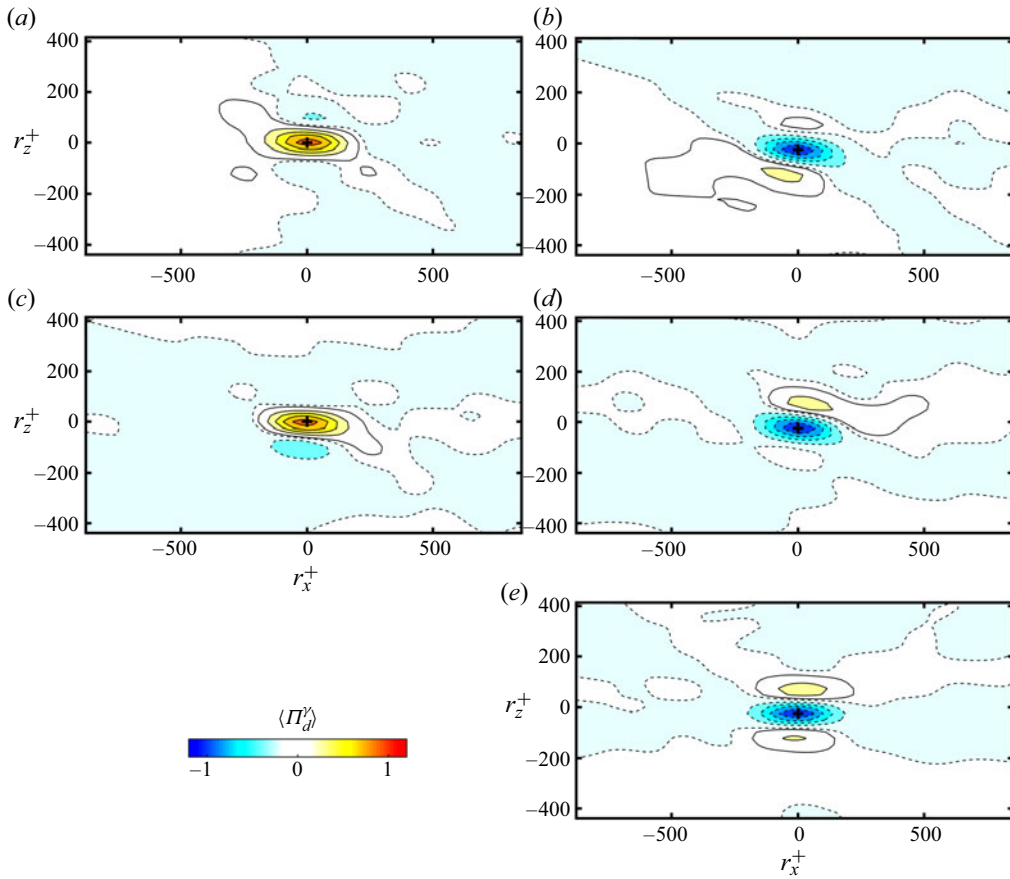 (a) (b)
400 400
200 200
r_z^+ 0 0
−200 −200
−400 −400
−500 0 500 −500 0 500
(c) (d)
400 400
200 200
r_z^+ 0 0
−200 −200
−400 −400
−500 0 500 −500 0 500
r_x^+
(e)
400
200
r_z^+ 0
−200
−400
−500 0 500
r_x^+
⟨Π_d^γ⟩
−1 0 1